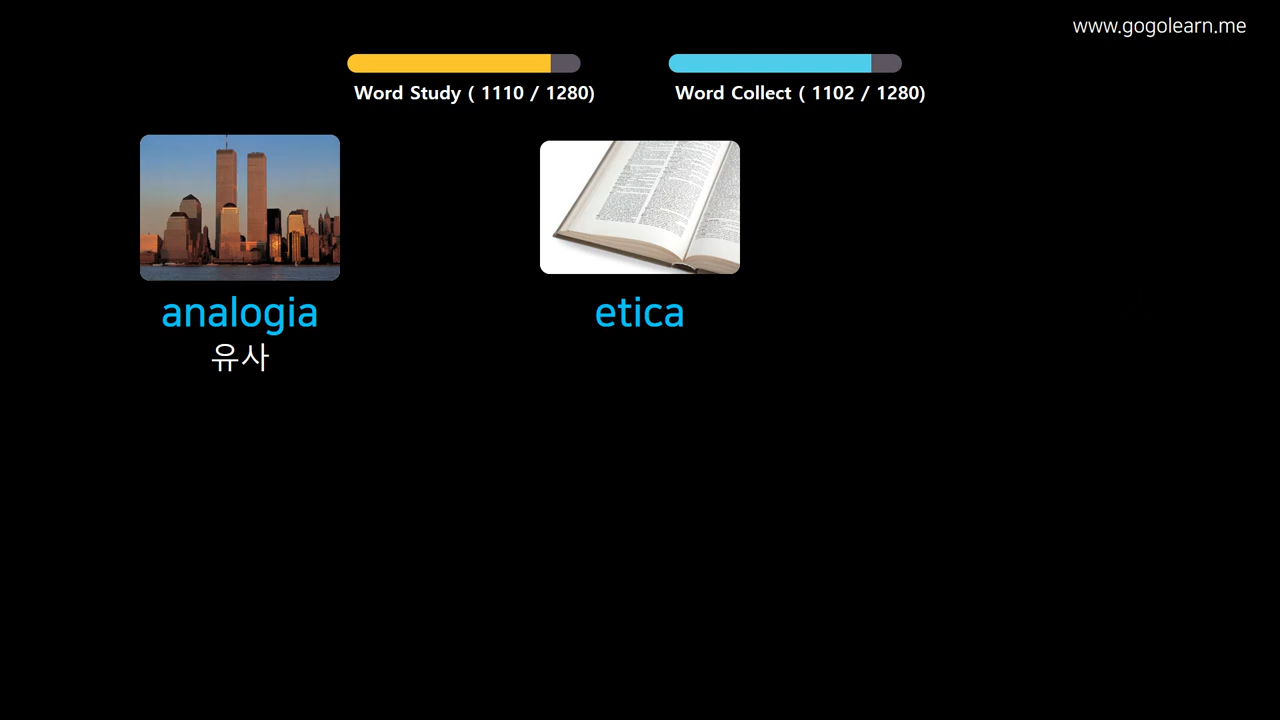 www.gogolearn.me
Word Study ( 1110 / 1280)
Word Collect ( 1102 / 1280)
analogia
유사
etica